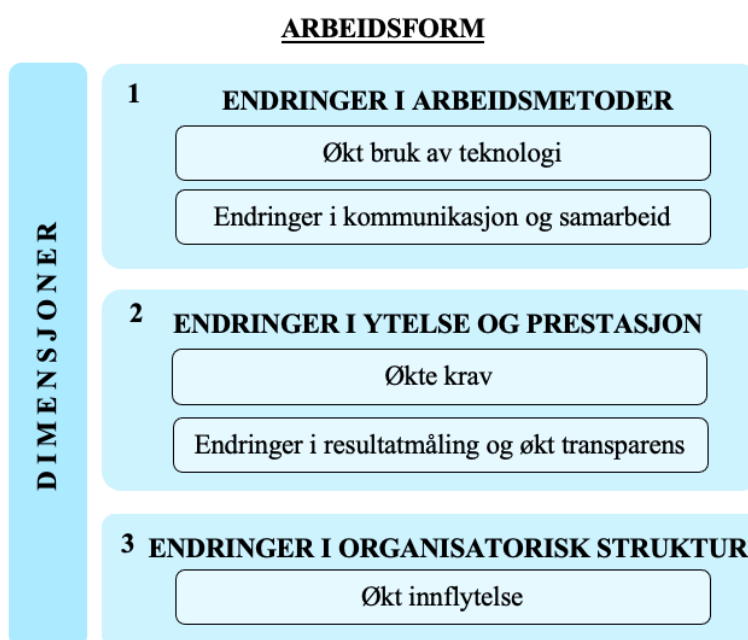 ARBEIDSFORM
DIMENSJONER
1
ENDRINGER I ARBEIDSMETODER
Økt bruk av teknologi
Endringer i kommunikasjon og samarbeid
2
ENDRINGER I YTELSE OG PRESTASJON
Økte krav
Endringer i resultatmåling og økt transparens
3 ENDRINGER I ORGANISATORISK STRUKTUR
Økt innflytelse